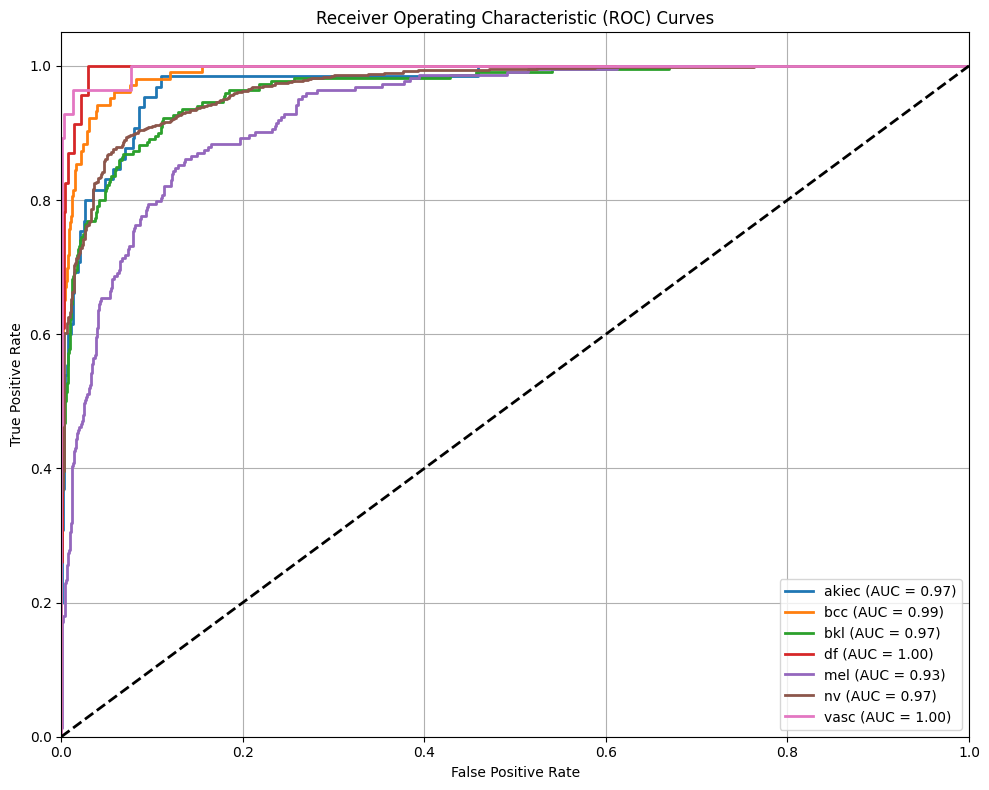 Receiver Operating Characteristic (ROC) Curves
True Positive Rate
1.0
0.8
0.6
0.4
0.2
0.0
akiec (AUC = 0.97)
bcc (AUC = 0.99)
bkl (AUC = 0.97)
df (AUC = 1.00)
mel (AUC = 0.93)
nv (AUC = 0.97)
vasc (AUC = 1.00)
0.0 0.2 0.4 0.6 0.8 1.0
False Positive Rate